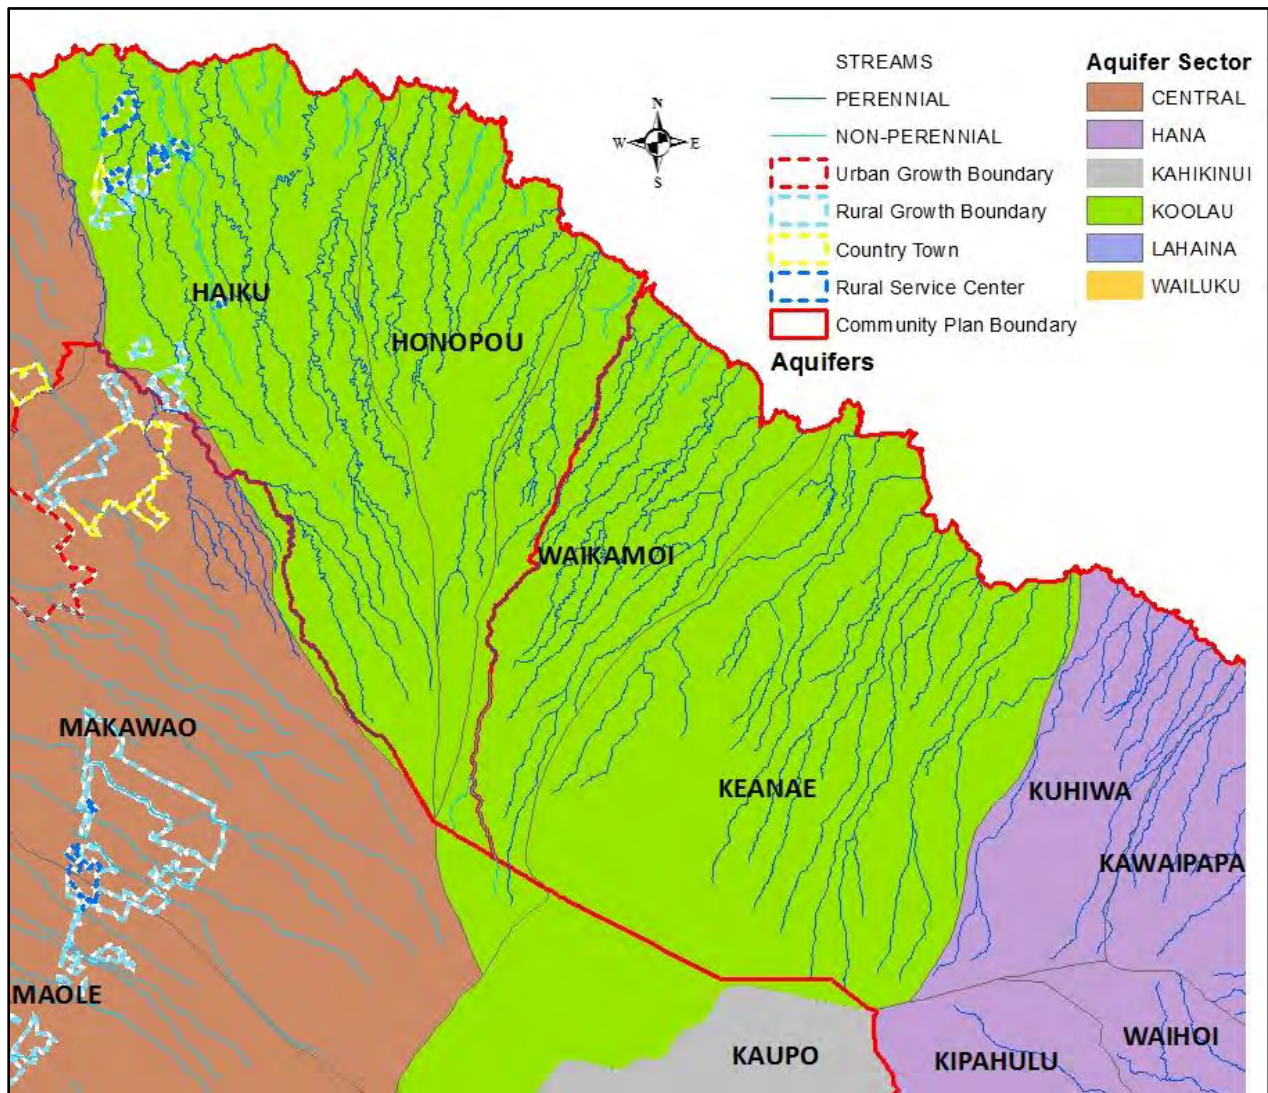 STREAMS
PERENNIAL
NON-PERENNIAL
Urban Growth Boundary
Rural Growth Boundary
Country Town
Rural Service Center
Community Plan Boundary
Aquifers
Aquifer Sector
CENTRAL
HANA
KAHIKINUI
KOOLAU
LAHAINA
WAILUKU
N
W
E
S
HAIKU
HONOPOU
WAIKAMOI
MAKAWAO
KEANAE
KUHIWA
KAWAIPAPA
AMAOLE
WAIHOI
KAUPO
KIPAHULU